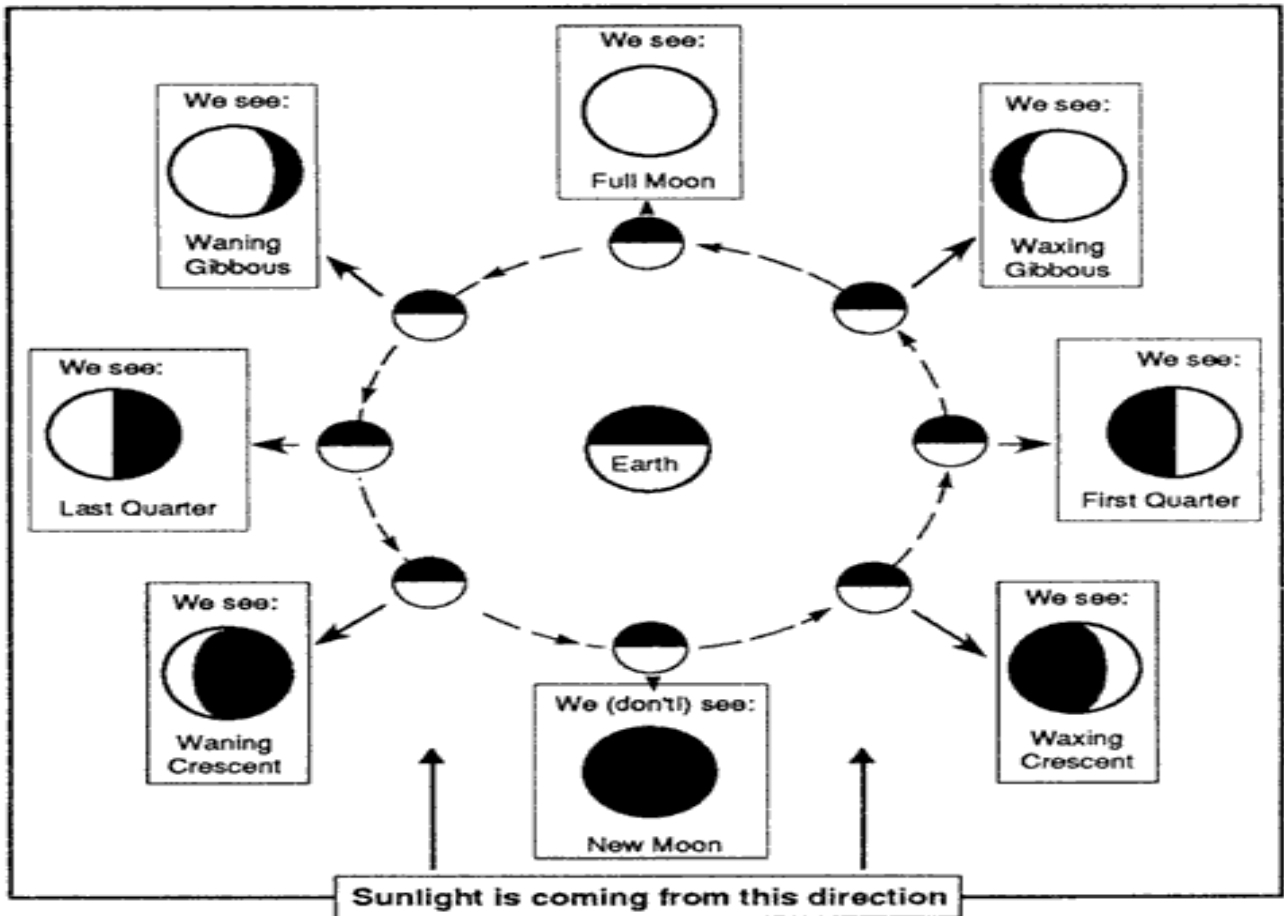 We see:
Full Moon
We see:
Waning
Gibbous
We see:
Waxing
Gibbous
We see:
Last Quarter
Earth
We see:
First Quarter
We see:
Waning
Crescent
We (don'tl) see:
New Moon
We see:
Waxing
Crescent
Sunlight is coming from this direction